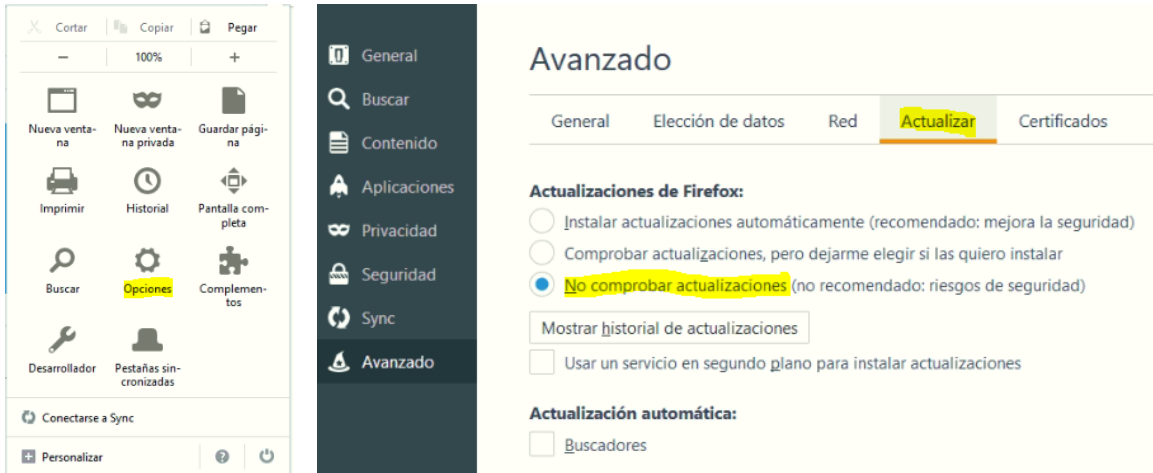 Cortar
Copiar
Pegar
100%
Nueva venta-
na
Nueva venta-
na privada
Guardar pági-
na
Imprimir
Historial
Pantalla com-
pleta
Buscar
Opciones
Complemen-
tos
Desarrollador
Pestañas sin-
cronizadas
Conectarse a Sync
Personalizar
General
Buscar
Contenido
Aplicaciones
Privacidad
Seguridad
Sync
Avanzado
Avanzado
General Elección de datos Red Actualizar Certificados
Actualizaciones de Firefox:
Instalar actualizaciones automáticamente (recomendado: mejora la seguridad)
Comprobar actualizaciones, pero dejarme elegir si las quiero instalar
No comprobar actualizaciones (no recomendado: riesgos de seguridad)
Mostrar historial de actualizaciones
Usar un servicio en segundo plano para instalar actualizaciones
Actualización automática:
Buscadores